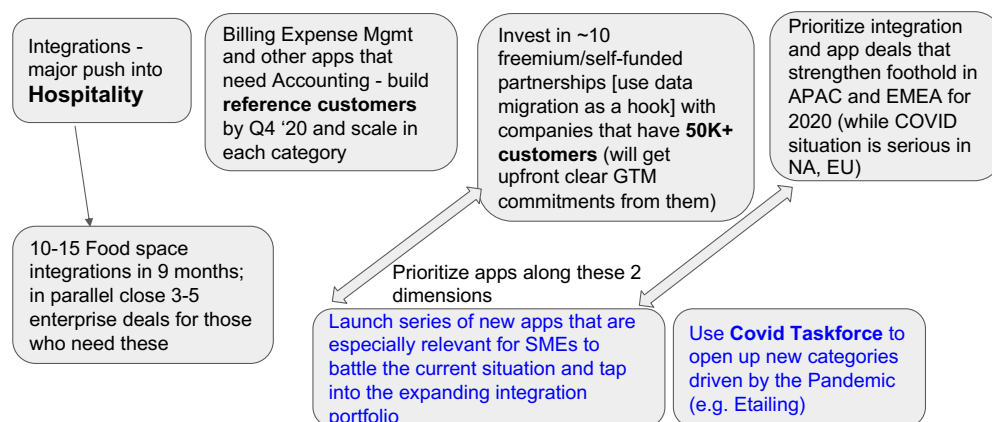 Integrations -
major push into
Hospitality
Billing Expense Mgmt
and other apps that
need Accounting - build
reference customers
by Q4 ‘20 and scale in
each category
Invest in ~10
freemium/self-funded
partnerships [use data
migration as a hook] with
companies that have 50K+
customers (will get
upfront clear GTM
commitments from them)
Prioritize integration
and app deals that
strengthen foothold in
APAC and EMEA for
2020 (while COVID
situation is serious in
NA, EU)
10-15 Food space
integrations in 9 months;
in parallel close 3-5
enterprise deals for those
who need these
Prioritize apps along these 2
dimensions
Launch series of new apps that are
especially relevant for SMEs to
battle the current situation and tap
into the expanding integration
portfolio
Use Covid Taskforce to
open up new categories
driven by the Pandemic
(e.g. Etailing)